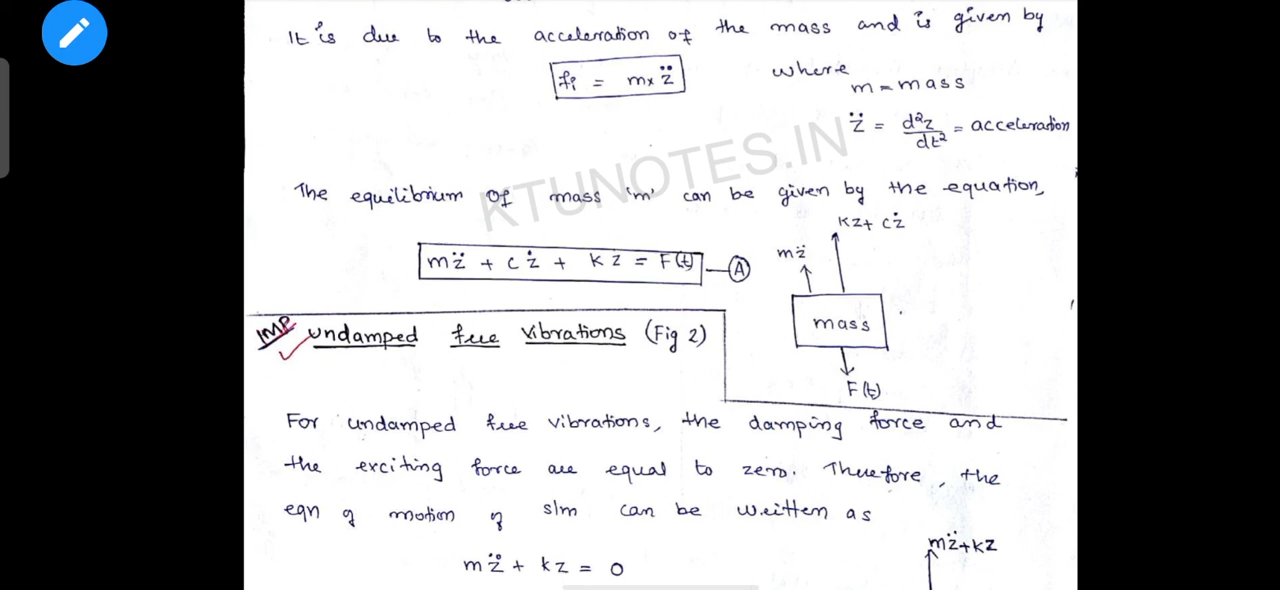 It is due to the acceleration of the mass and is given by
fi = m x z̈
where
m = mass
z̈ = d²z/dt² = acceleration
KTUNOTES.IN
The equilibrium of mass 'm' can be given by the equation,
kz + cż
mz̈
mz̈ + cż + kz = F(t) — A
mass
F(t)
IMP undamped free vibrations (Fig 2)
For undamped free vibrations, the damping force and
the exciting force are equal to zero. Therefore, the
eqn of motion of s/m can be written as
mz̈+kz
mz̈ + kz = 0